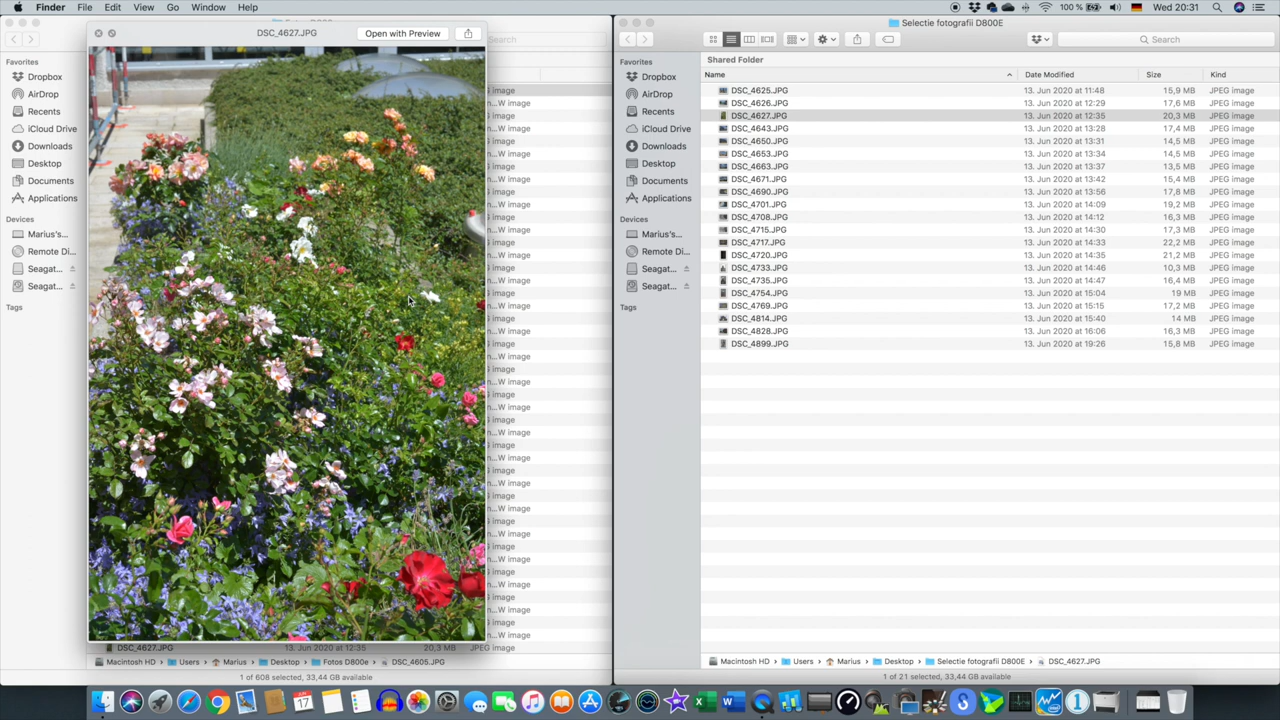 Finder File Edit View Go Window Help 100 % Wed 20:31
DSC_4627.JPG Open with Preview
Search
Favorites
Dropbox
AirDrop
Recents
iCloud Drive
Downloads
Desktop
Documents
Applications
Devices
Marius's...
Remote Di...
Seagat...
Seagat...
Tags
image
n...W image
DSC_4627.JPG 13. Jun 2020 at 12:35 20,3 MB JPEG image
Macintosh HD Users Marius Desktop Fotos D800e DSC_4605.JPG
1 of 608 selected, 33,44 GB available
Selectie fotografii D800E
Search
Favorites
Dropbox
AirDrop
Recents
iCloud Drive
Downloads
Desktop
Documents
Applications
Devices
Marius's...
Remote Di...
Seagat...
Seagat...
Tags
Shared Folder
Name Date Modified Size Kind
DSC_4625.JPG 13. Jun 2020 at 11:48 15,9 MB JPEG image
DSC_4626.JPG 13. Jun 2020 at 12:29 17,6 MB JPEG image
DSC_4627.JPG 13. Jun 2020 at 12:35 20,3 MB JPEG image
DSC_4643.JPG 13. Jun 2020 at 13:28 17,4 MB JPEG image
DSC_4650.JPG 13. Jun 2020 at 13:31 14,5 MB JPEG image
DSC_4653.JPG 13. Jun 2020 at 13:34 12,6 MB JPEG image
DSC_4663.JPG 13. Jun 2020 at 13:37 13,5 MB JPEG image
DSC_4671.JPG 13. Jun 2020 at 13:42 15,4 MB JPEG image
DSC_4690.JPG 13. Jun 2020 at 13:56 17,8 MB JPEG image
DSC_4701.JPG 13. Jun 2020 at 14:09 19,2 MB JPEG image
DSC_4708.JPG 13. Jun 2020 at 14:12 16,3 MB JPEG image
DSC_4715.JPG 13. Jun 2020 at 14:30 17,3 MB JPEG image
DSC_4717.JPG 13. Jun 2020 at 14:33 22,2 MB JPEG image
DSC_4720.JPG 13. Jun 2020 at 14:35 21,2 MB JPEG image
DSC_4733.JPG 13. Jun 2020 at 14:46 10,3 MB JPEG image
DSC_4735.JPG 13. Jun 2020 at 14:47 16,4 MB JPEG image
DSC_4764.JPG 13. Jun 2020 at 15:04 19 MB JPEG image
DSC_4769.JPG 13. Jun 2020 at 15:15 17,2 MB JPEG image
DSC_4814.JPG 13. Jun 2020 at 15:40 14 MB JPEG image
DSC_4828.JPG 13. Jun 2020 at 16:06 16,3 MB JPEG image
DSC_4899.JPG 13. Jun 2020 at 19:26 15,8 MB JPEG image
Macintosh HD Users Marius Desktop Selectie fotografii D800E DSC_4627.JPG
1 of 21 selected, 33,44 GB available